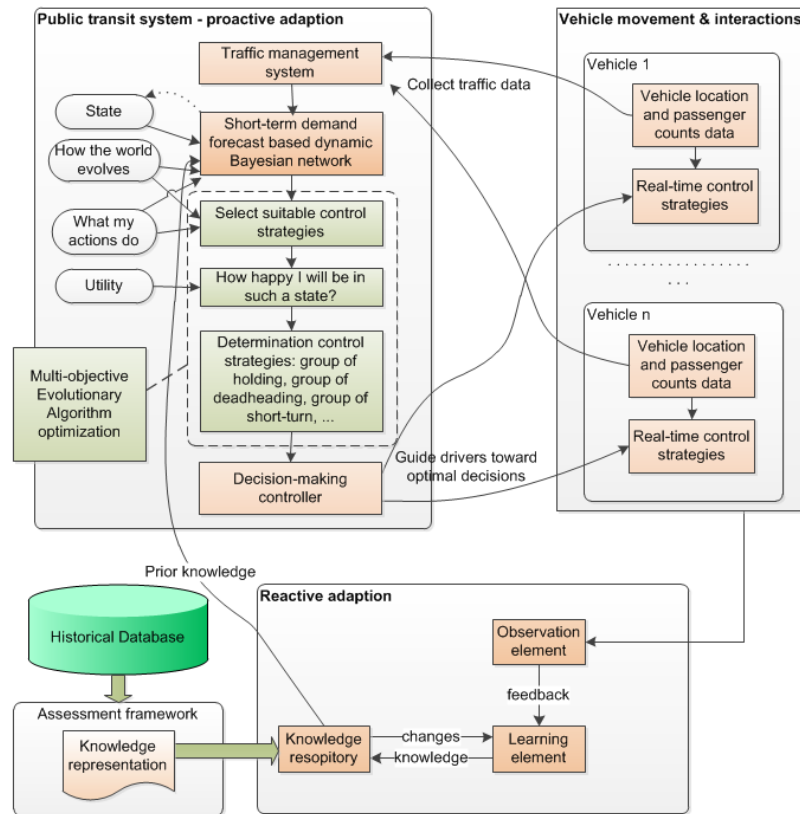 Public transit system - proactive adaption
Traffic management
system
State
Short-term demand
forecast based dynamic
Bayesian network
How the world
evolves
What my
actions do
Select suitable control
strategies
Utility
How happy I will be in
such a state?
Determination control
strategies: group of
holding, group of
deadheading, group of
short-turn, ...
Multi-objective
Evolutionary
Algorithm
optimization
Decision-making
controller
Collect traffic data
Guide drivers toward
optimal decisions
Vehicle movement & interactions
Vehicle 1
Vehicle location
and passenger
counts data
Real-time control
strategies
. . . . . . . . . . . . . . . . . .
. . .
Vehicle n
Vehicle location
and passenger
counts data
Real-time control
strategies
Prior knowledge
Historical Database
Assessment framework
Knowledge
representation
Reactive adaption
Observation
element
feedback
Knowledge
resopitory
changes
knowledge
Learning
element